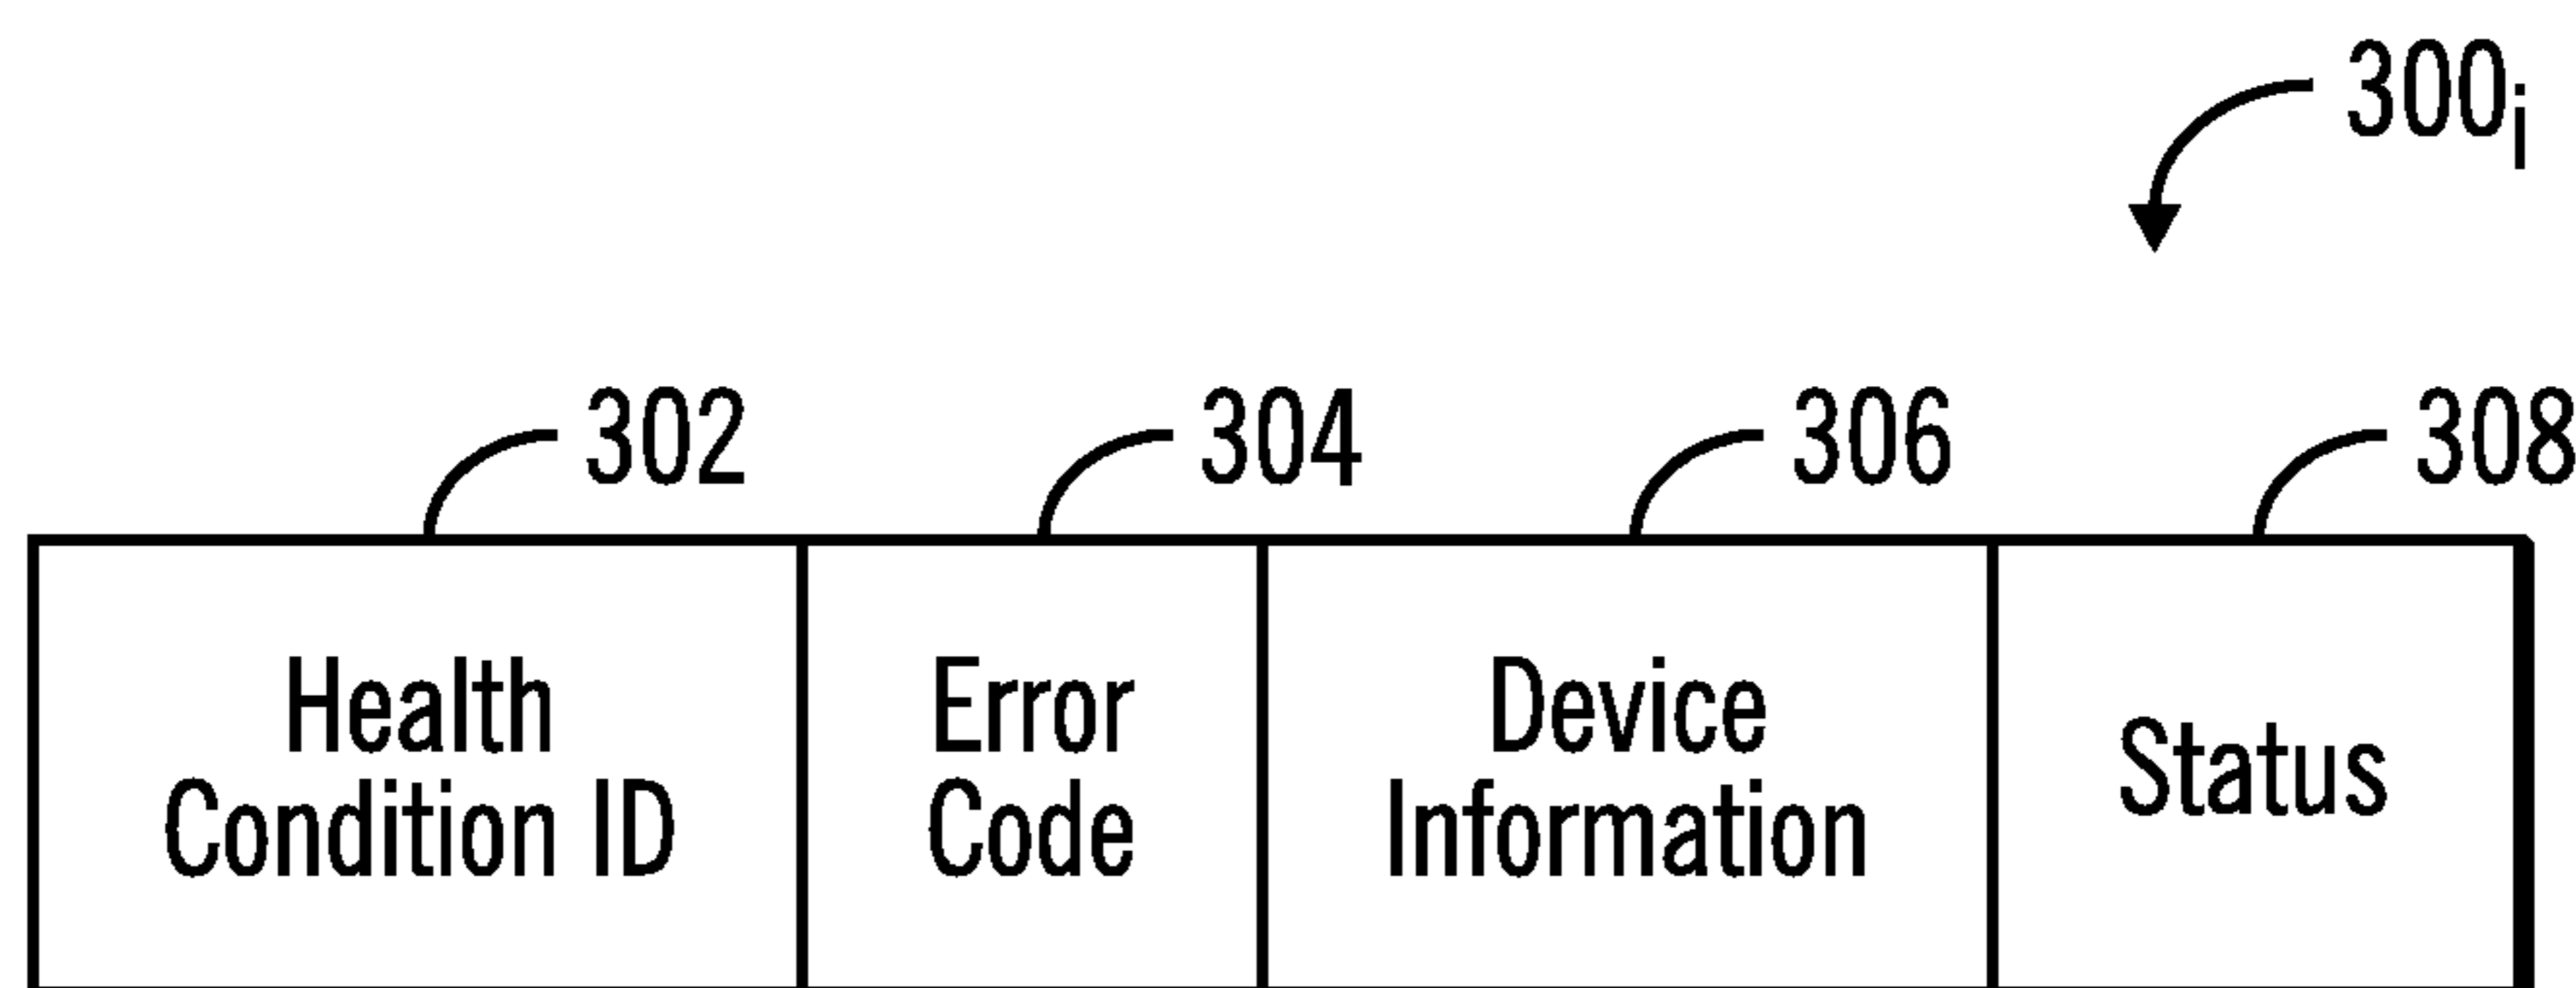 300i
302 304 306 308
Health Condition ID
Error Code
Device Information
Status